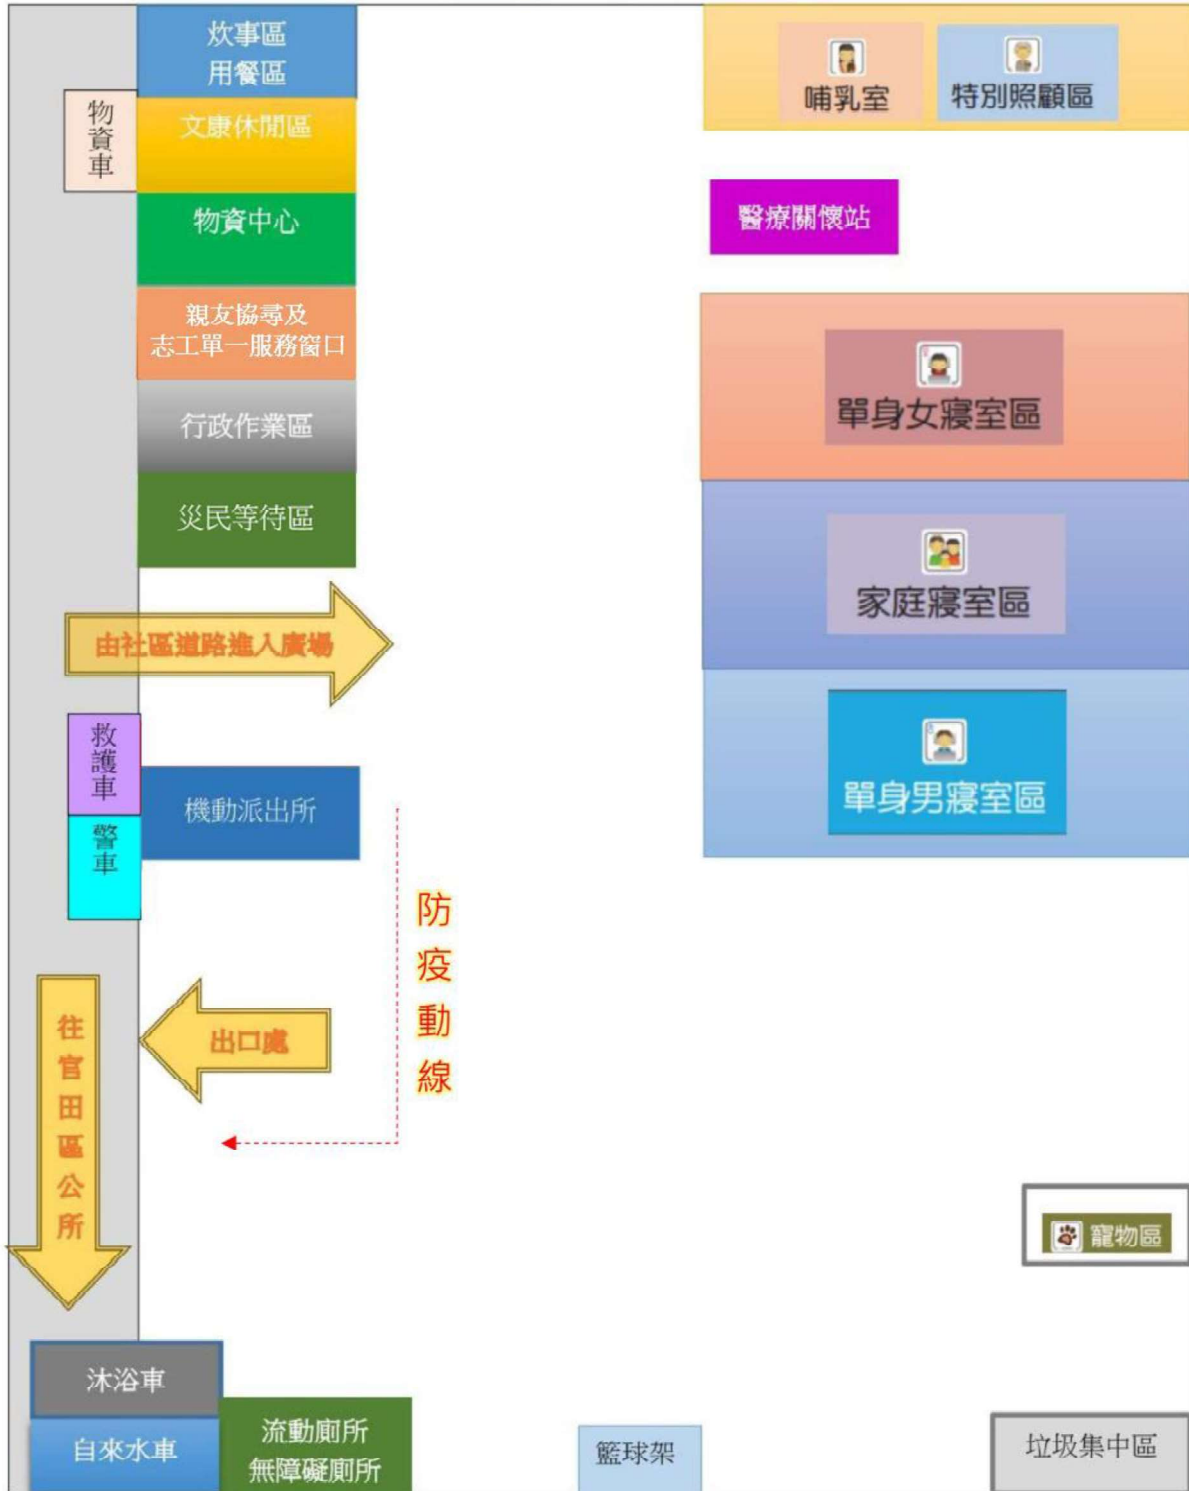 炊事區
用餐區
物資車
文康休閒區
物資中心
親友協尋及
志工單一服務窗口
行政作業區
災民等待區
由社區道路進入廣場
救護車
警車
機動派出所
防疫動線
出口處
往官田區公所
沐浴車
自來水車
流動廁所
無障礙廁所
籃球架
哺乳室
特別照顧區
醫療關懷站
單身女寢室區
家庭寢室區
單身男寢室區
寵物區
垃圾集中區